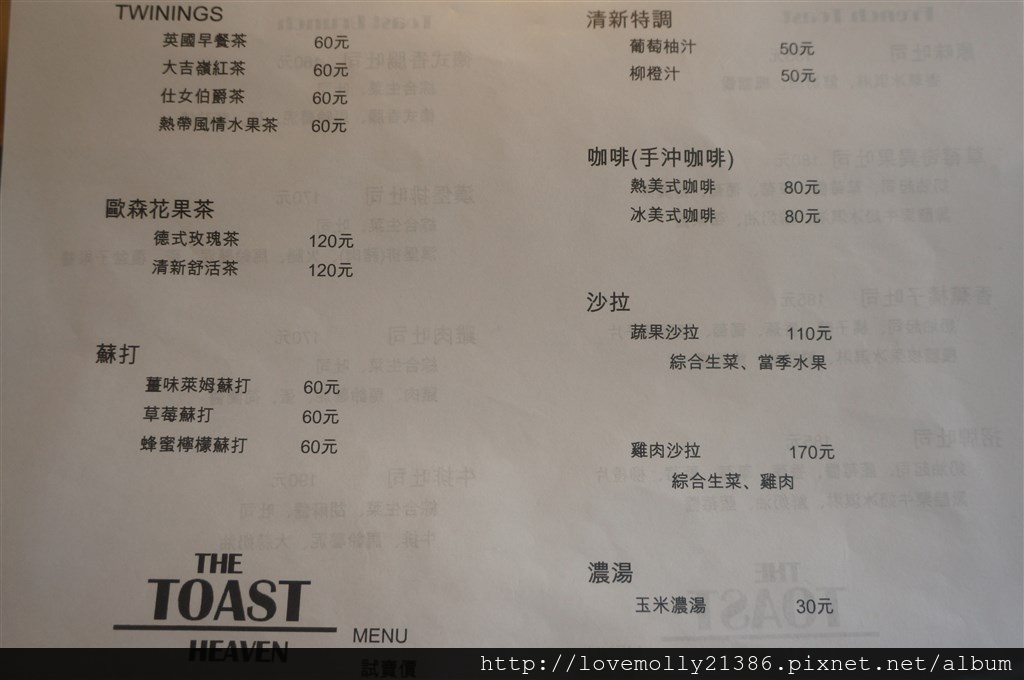 TWININGS
英國早餐茶 60元
大吉嶺紅茶 60元
仕女伯爵茶 60元
熱帶風情水果茶 60元
歐森花果茶
德式玫瑰茶 120元
清新舒活茶 120元
蘇打
薑味萊姆蘇打 60元
草莓蘇打 60元
蜂蜜檸檬蘇打 60元
THE
TOAST
HEAVEN
MENU
試賣價
清新特調
葡萄柚汁 50元
柳橙汁 50元
咖啡(手沖咖啡)
熱美式咖啡 80元
冰美式咖啡 80元
沙拉
蔬果沙拉 110元
綜合生菜、當季水果
雞肉沙拉 170元
綜合生菜、雞肉
濃湯
玉米濃湯 30元
http://lovemolly21386.pixnet.net/album